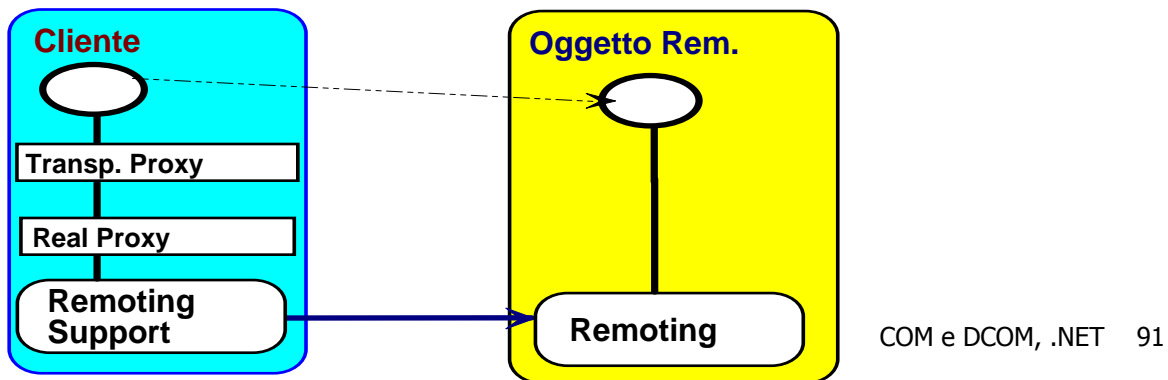 Cliente
Transp. Proxy
Real Proxy
Remoting
Support
Oggetto Rem.
Remoting
COM e DCOM, .NET 91